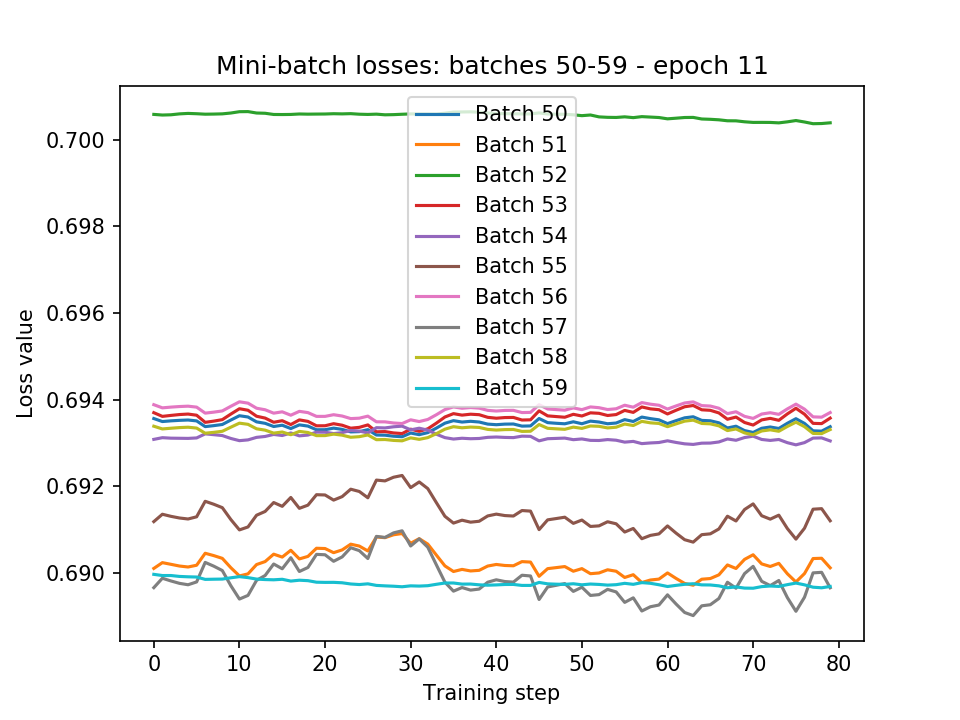 Mini-batch losses: batches 50-59 - epoch 11
0.700
0.698
0.696
0.694
0.692
0.690
Loss value
Batch 50
Batch 51
Batch 52
Batch 53
Batch 54
Batch 55
Batch 56
Batch 57
Batch 58
Batch 59
0 10 20 30 40 50 60 70 80
Training step